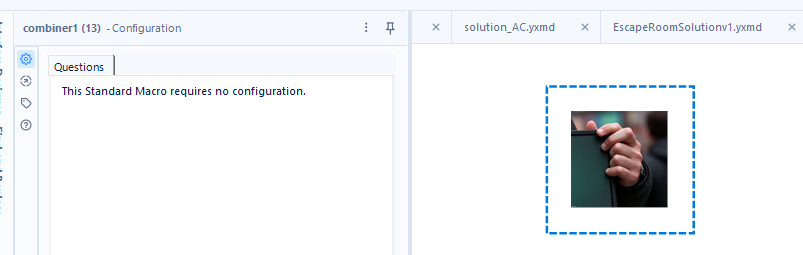 combiner1 (13) - Configuration
solution_AC.yxmd
EscapeRoomSolutionv1.yxmd
Questions
This Standard Macro requires no configuration.